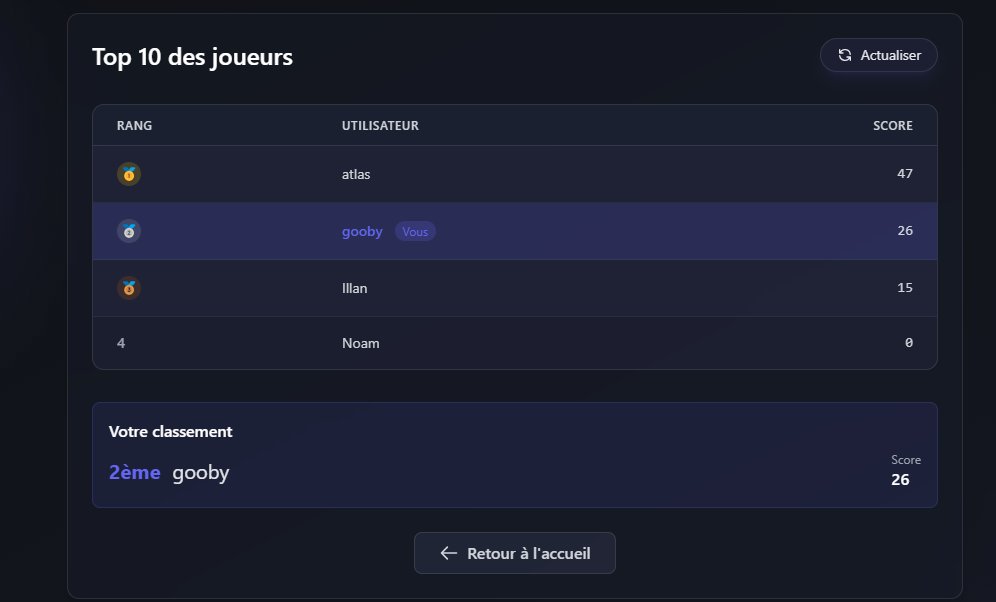 Top 10 des joueurs
Actualiser
RANG UTILISATEUR SCORE
1 atlas 47
2 gooby Vous 26
3 Illan 15
4 Noam 0
Votre classement
2ème gooby
Score
26
Retour à l'accueil